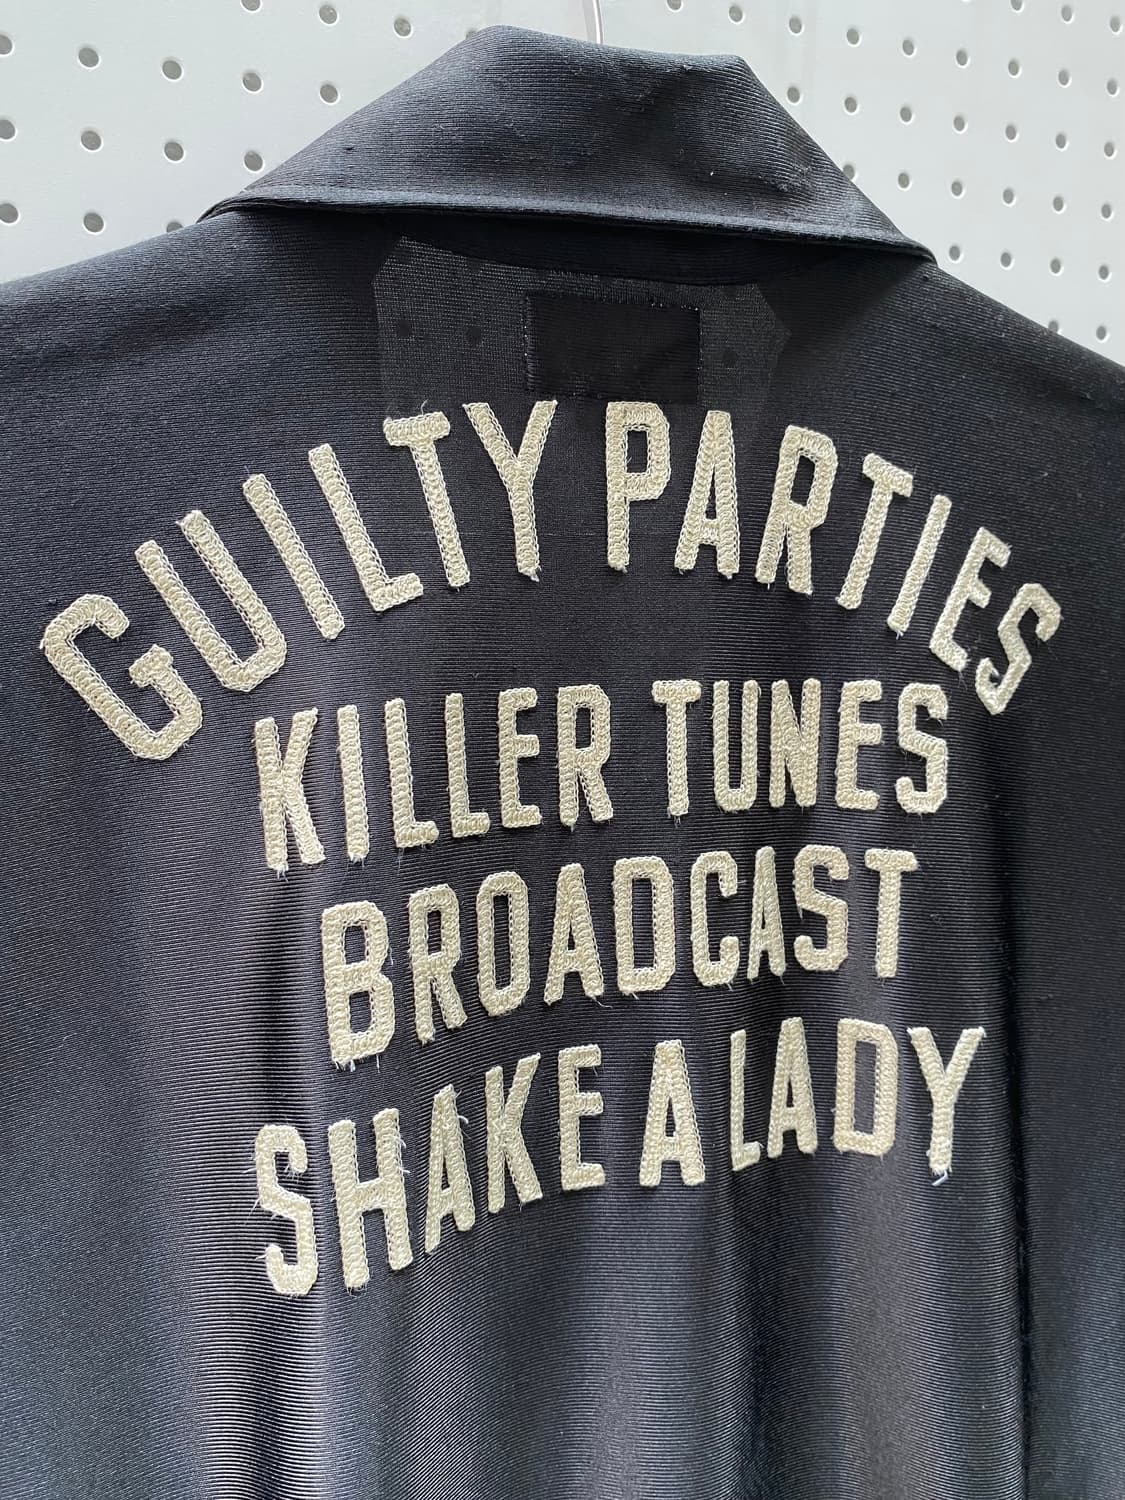 GUILTY PARTIES
KILLER TUNES
BROADCAST
SHAKE A LADY